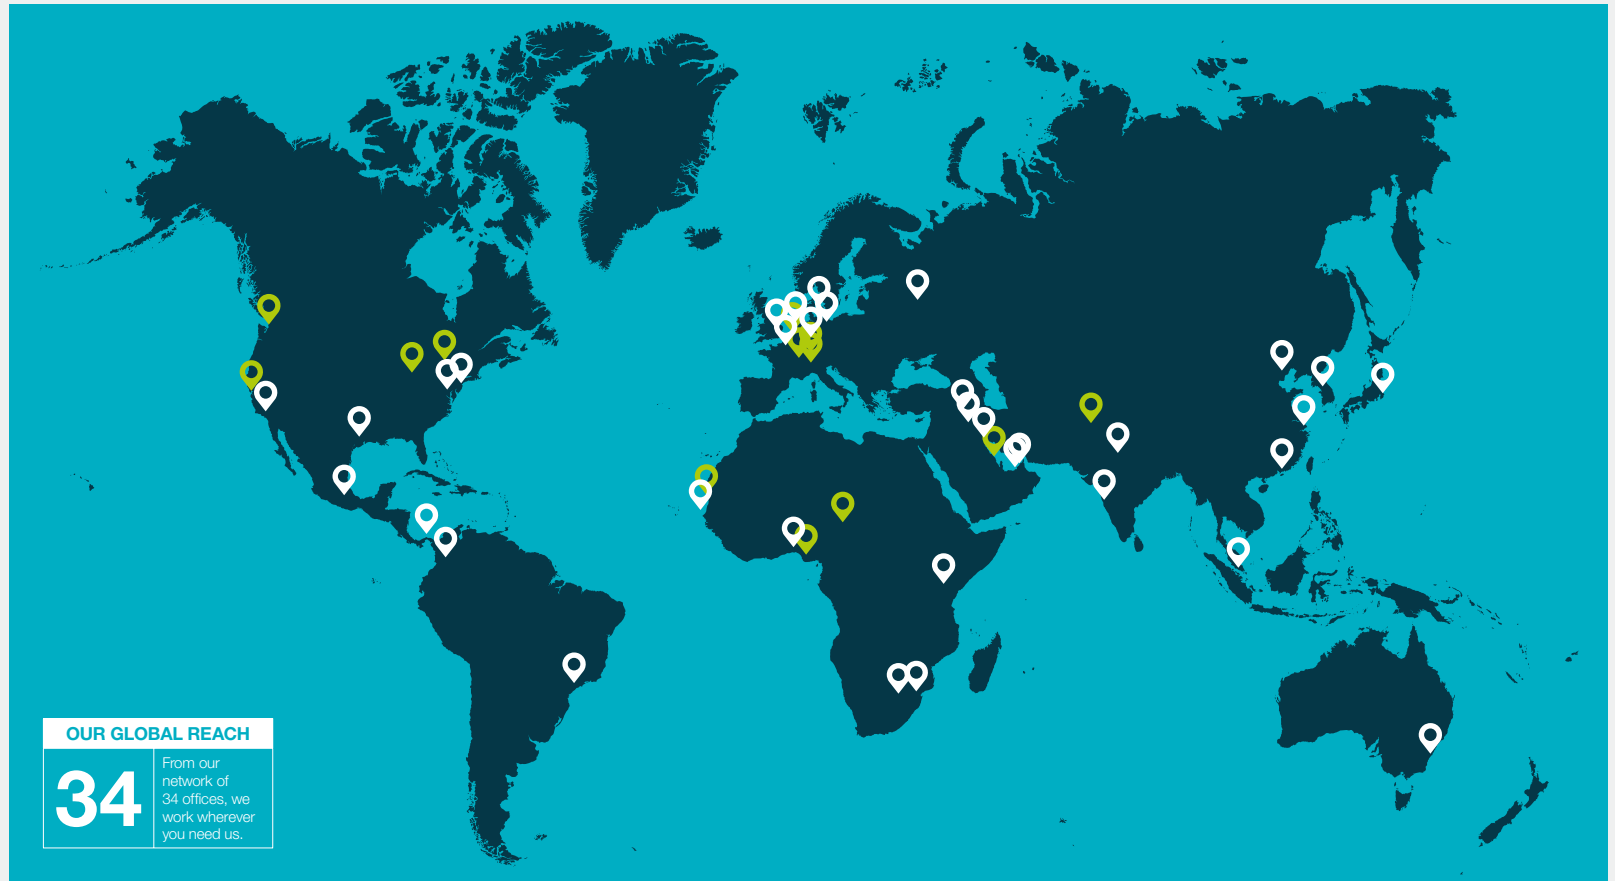 OUR GLOBAL REACH
34
From our
network of
34 offices, we
work wherever
you need us.